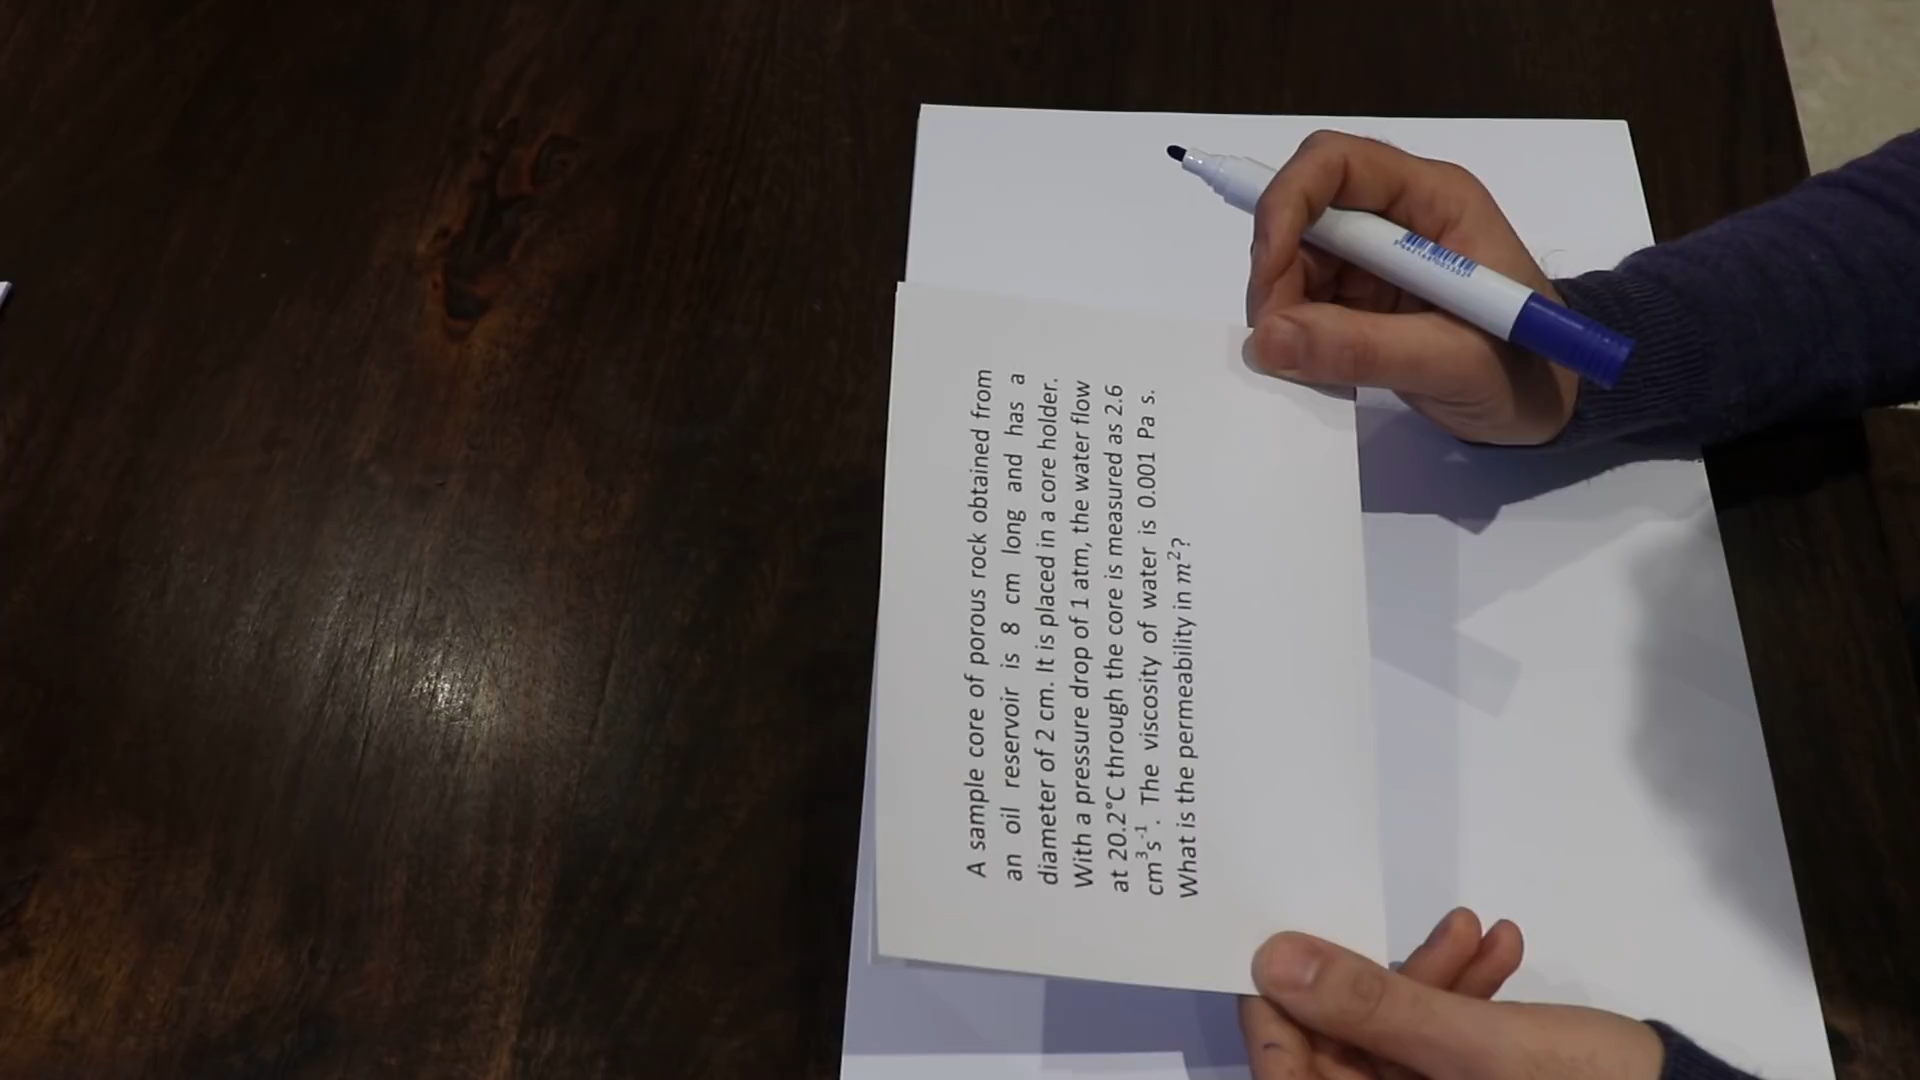 A sample core of porous rock obtained from
an oil reservoir is 8 cm long and has a
diameter of 2 cm. It is placed in a core holder.
With a pressure drop of 1 atm, the water flow
at 20.2°C through the core is measured as 2.6
cm³s⁻¹. The viscosity of water is 0.001 Pa s.
What is the permeability in m²?